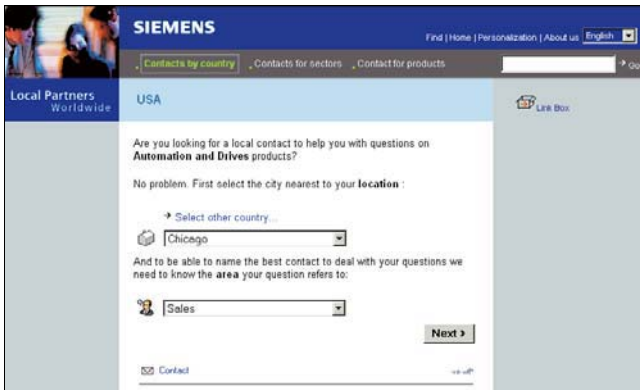 SIEMENS
Find | Home | Personalization | About us English
Contacts by country Contacts for sectors Contact for products Go
Local Partners
Worldwide
USA
Link Box
Are you looking for a local contact to help you with questions on
Automation and Drives products?
No problem. First select the city nearest to your location :
Select other country...
Chicago
And to be able to name the best contact to deal with your questions we
need to know the area your question refers to:
Sales
Next
Contact